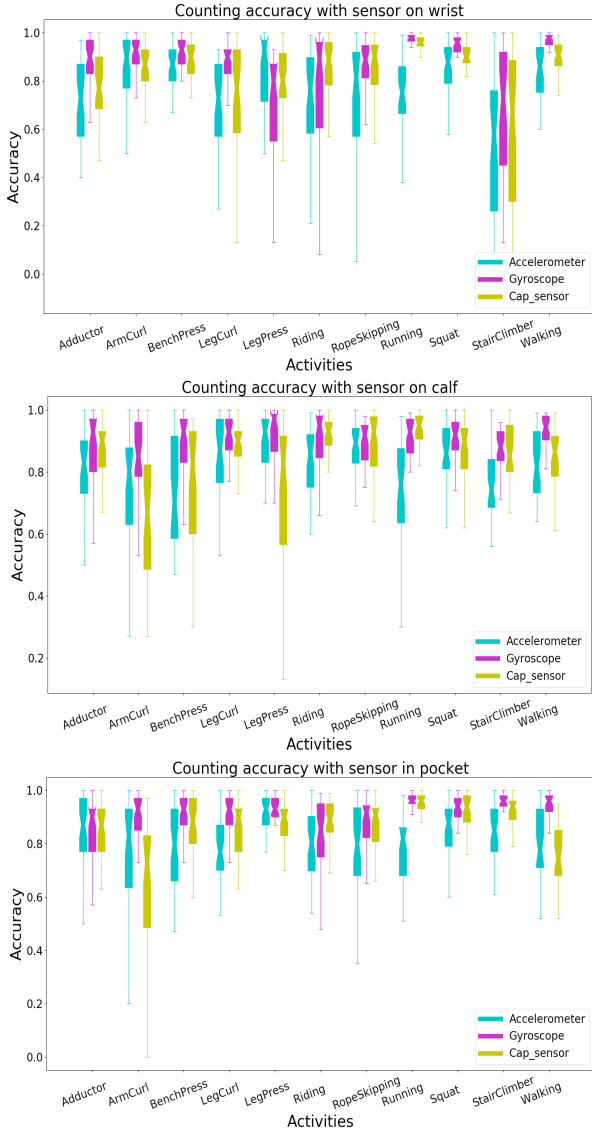 Counting accuracy with sensor on wrist
1.0
0.8
0.6
0.4
0.2
0.0
Accuracy
Accelerometer
Gyroscope
Cap_sensor
Adductor ArmCurl BenchPress LegCurl LegPress Riding RopeSkipping Running Squat StairClimber Walking
Activities
Counting accuracy with sensor on calf
1.0
0.8
0.6
0.4
0.2
Accuracy
Accelerometer
Gyroscope
Cap_sensor
Adductor ArmCurl BenchPress LegCurl LegPress Riding RopeSkipping Running Squat StairClimber Walking
Activities
Counting accuracy with sensor in pocket
1.0
0.8
0.6
0.4
0.2
0.0
Accuracy
Accelerometer
Gyroscope
Cap_sensor
Adductor ArmCurl BenchPress LegCurl LegPress Riding RopeSkipping Running Squat StairClimber Walking
Activities